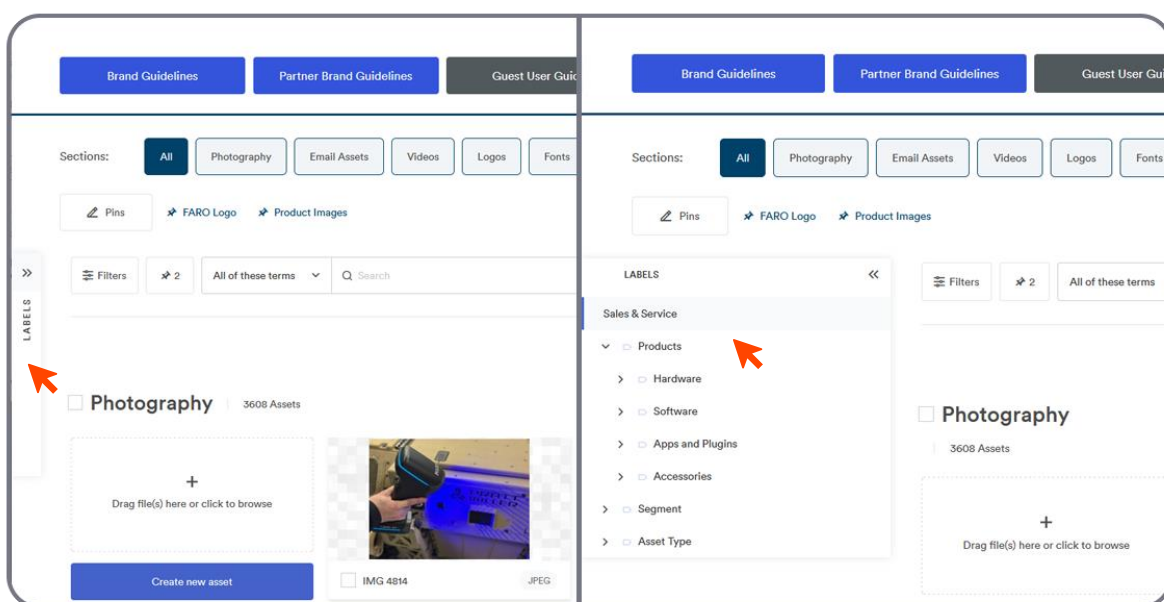 Brand Guidelines
Partner Brand Guidelines
Guest User
Sections:
All
Photography
Email Assets
Videos
Logos
Fonts
Pins
FARO Logo
Product Images
Filters
2
All of these terms
Search
LABELS
Photography
3608 Assets
+
Drag file(s) here or click to browse
Create new asset
IMG 4814
JPEG
Brand Guidelines
Partner Brand Guidelines
Guest User
Sections:
All
Photography
Email Assets
Videos
Logos
Fonts
Pins
FARO Logo
Product Images
LABELS
Sales & Service
Products
Hardware
Software
Apps and Plugins
Accessories
Segment
Asset Type
Filters
2
All of these terms
Photography
3608 Assets
+
Drag file(s) here or click to browse